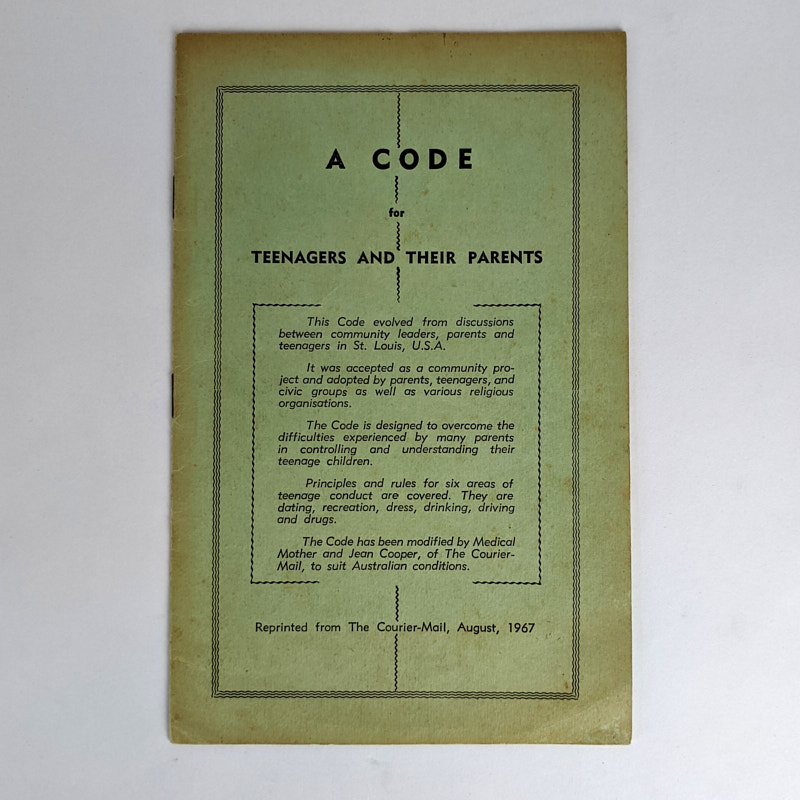 A CODE
for
TEENAGERS AND THEIR PARENTS
This Code evolved from discussions
between community leaders, parents and
teenagers in St. Louis, U.S.A.
It was accepted as a community pro-
ject and adopted by parents, teenagers, and
civic groups as well as various religious
organisations.
The Code is designed to overcome the
difficulties experienced by many parents
in controlling and understanding their
teenage children.
Principles and rules for six areas of
teenage conduct are covered. They are
dating, recreation, dress, drinking, driving
and drugs.
The Code has been modified by Medical
Mother and Jean Cooper, of The Courier-
Mail, to suit Australian conditions.
Reprinted from The Courier-Mail, August, 1967